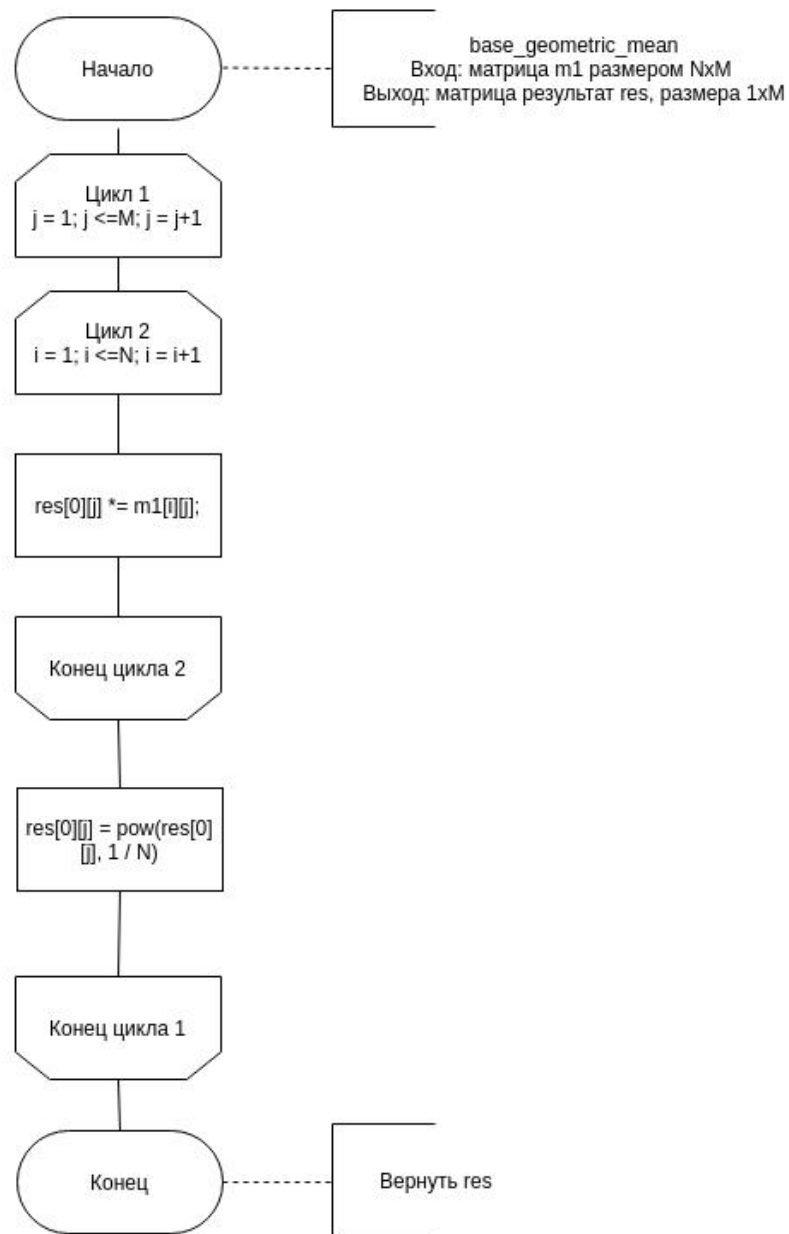 Начало
base_geometric_mean
Вход: матрица m1 размером NxM
Выход: матрица результат res, размера 1xM
Цикл 1
j = 1; j <=M; j = j+1
Цикл 2
i = 1; i <=N; i = i+1
res[0][j] *= m1[i][j];
Конец цикла 2
res[0][j] = pow(res[0]
[j], 1 / N)
Конец цикла 1
Конец
Вернуть res